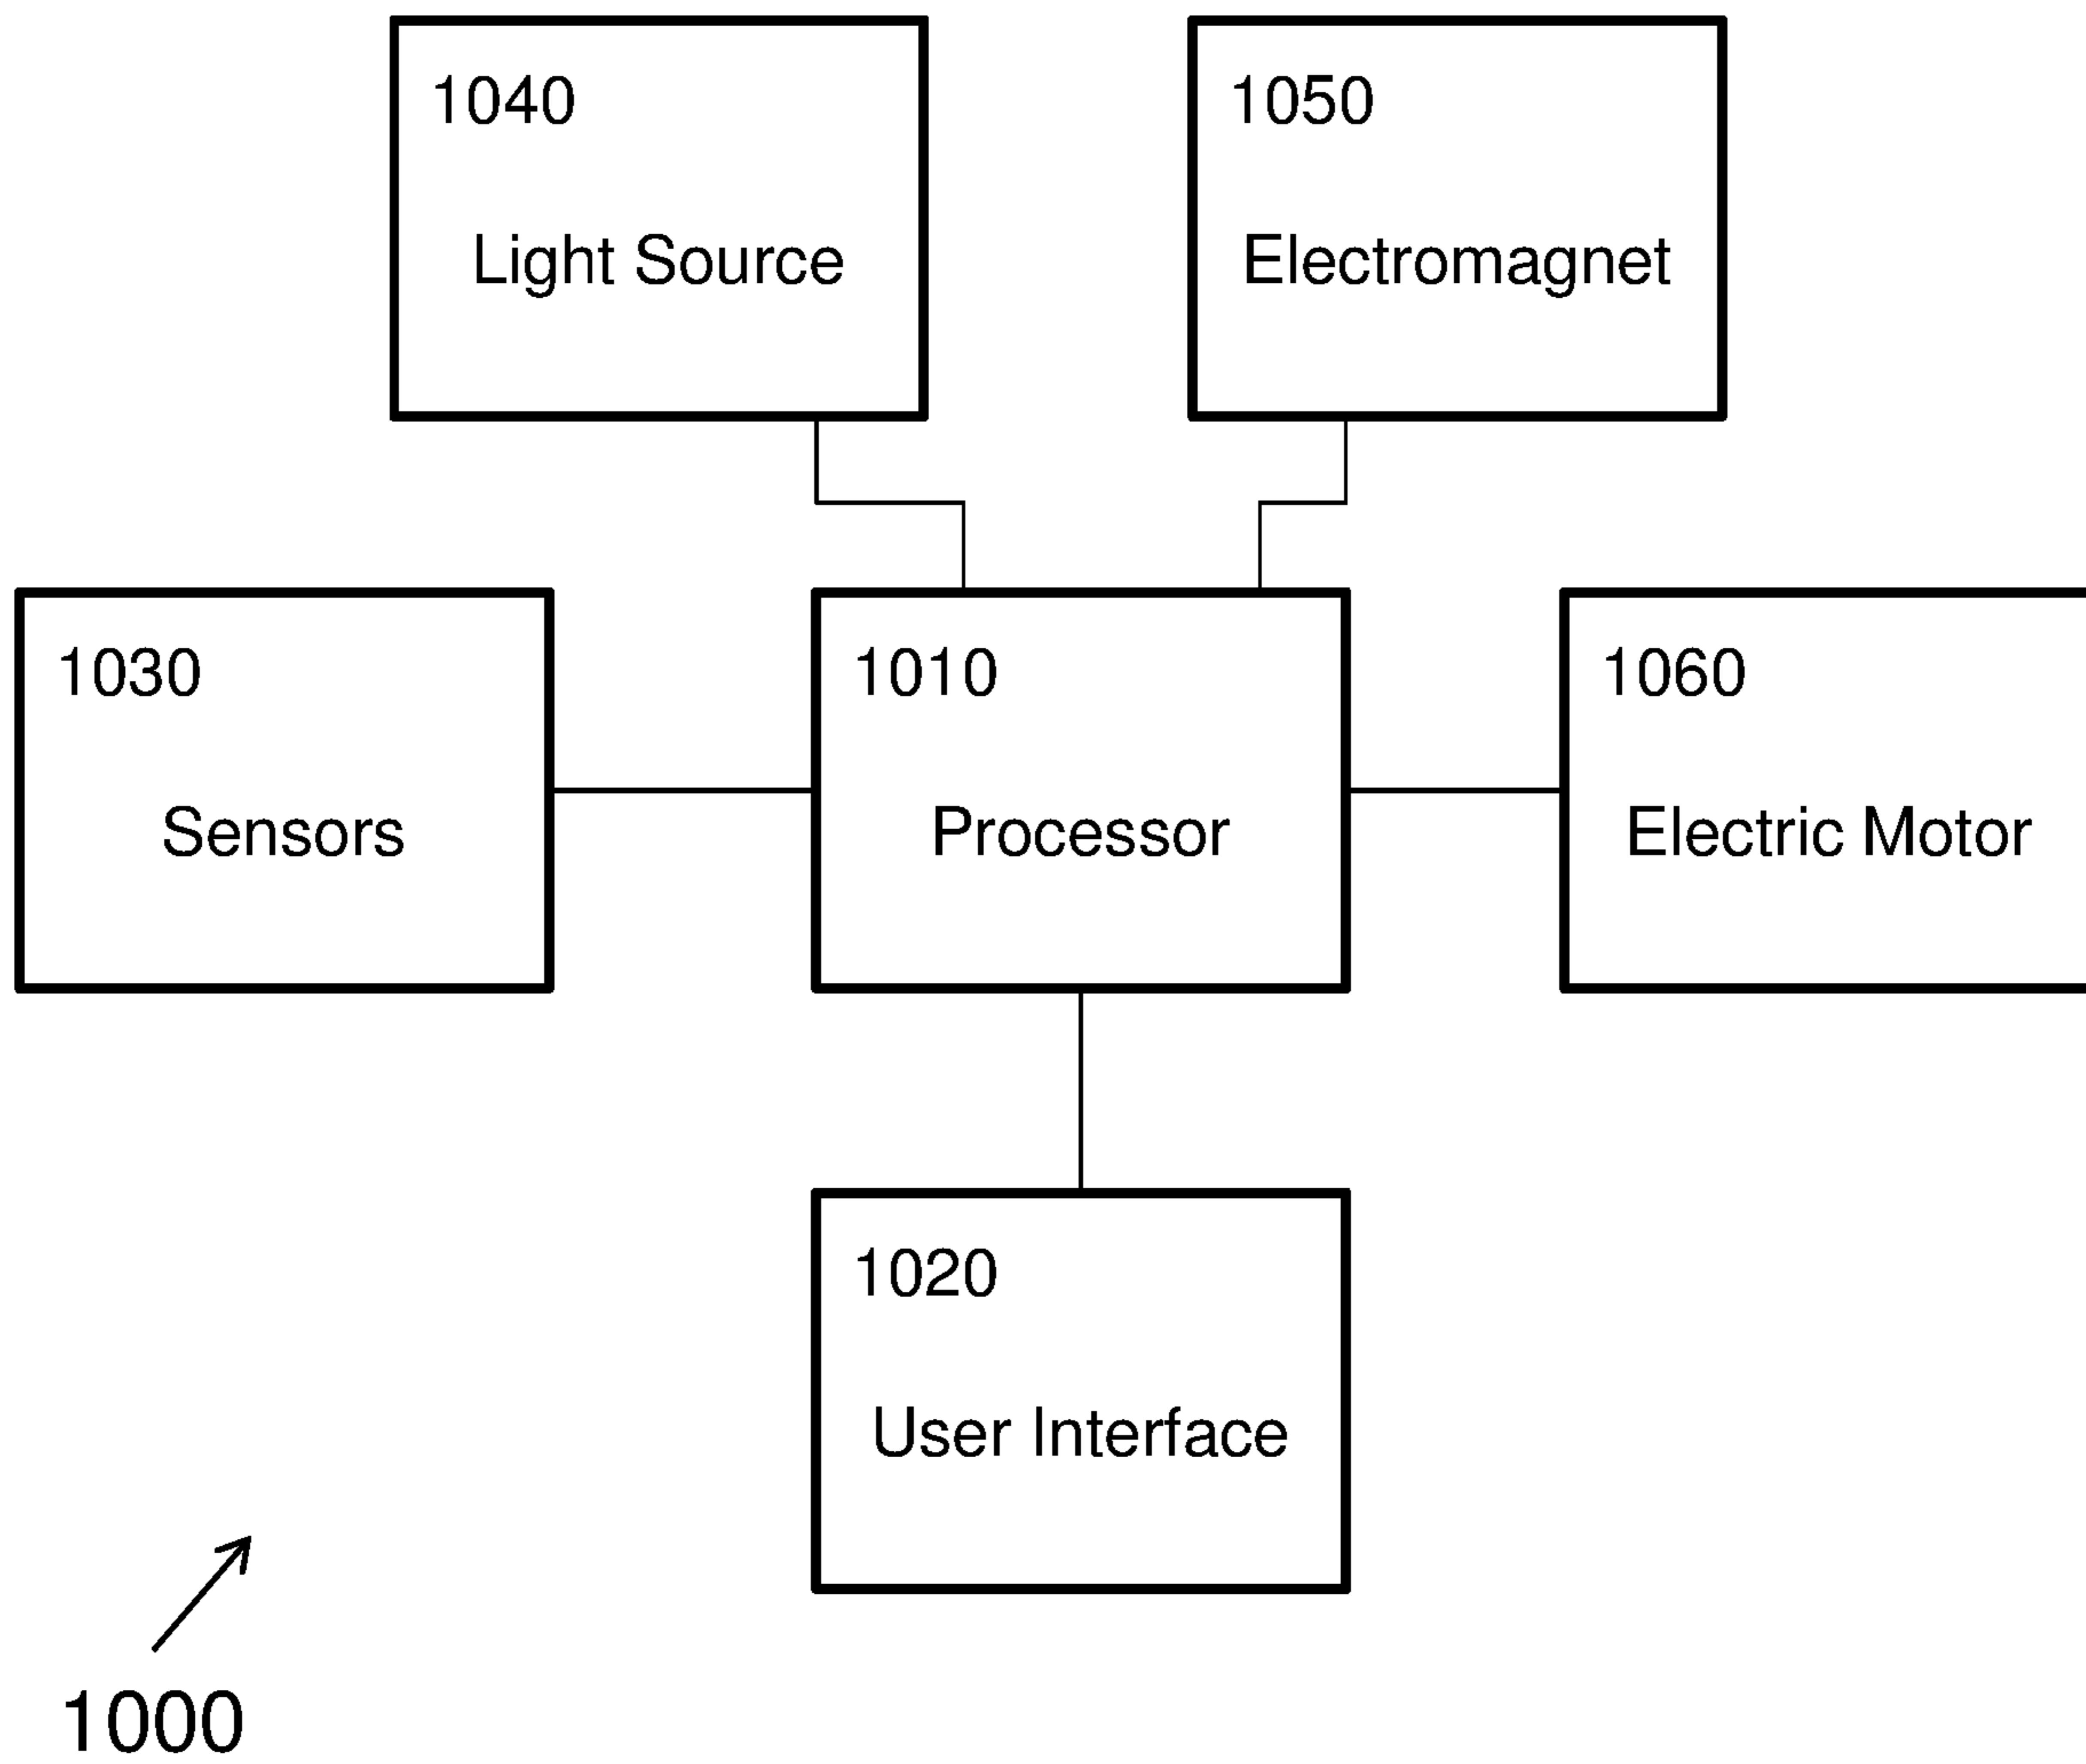 1040
Light Source
1050
Electromagnet
1030
Sensors
1010
Processor
1060
Electric Motor
1020
User Interface
1000